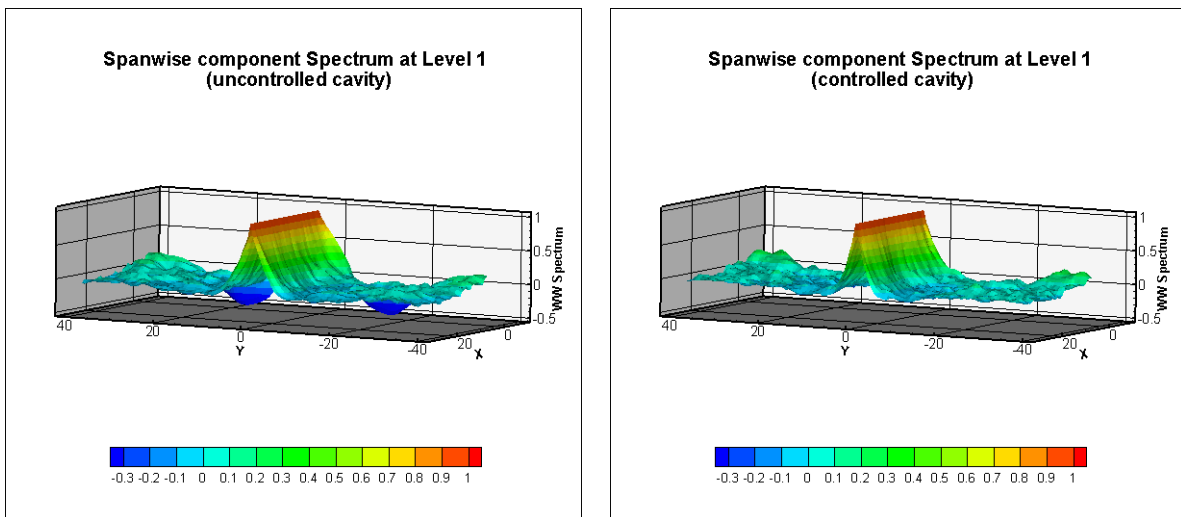 Spanwise component Spectrum at Level 1
(uncontrolled cavity)
1
0.5
0
-0.5
WW Spectrum
40
20
0
-20
-40
Y
20
0
X
-0.3 -0.2 -0.1 0 0.1 0.2 0.3 0.4 0.5 0.6 0.7 0.8 0.9 1
Spanwise component Spectrum at Level 1
(controlled cavity)
1
0.5
0
-0.5
WW Spectrum
40
20
0
-20
-40
Y
20
0
X
-0.3 -0.2 -0.1 0 0.1 0.2 0.3 0.4 0.5 0.6 0.7 0.8 0.9 1